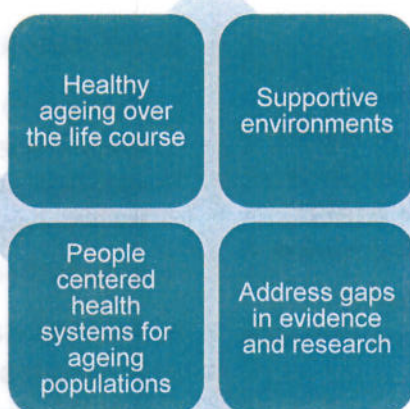 Healthy
ageing over
the life course
Supportive
environments
People
centered
health
systems for
ageing
populations
Address gaps
in evidence
and research